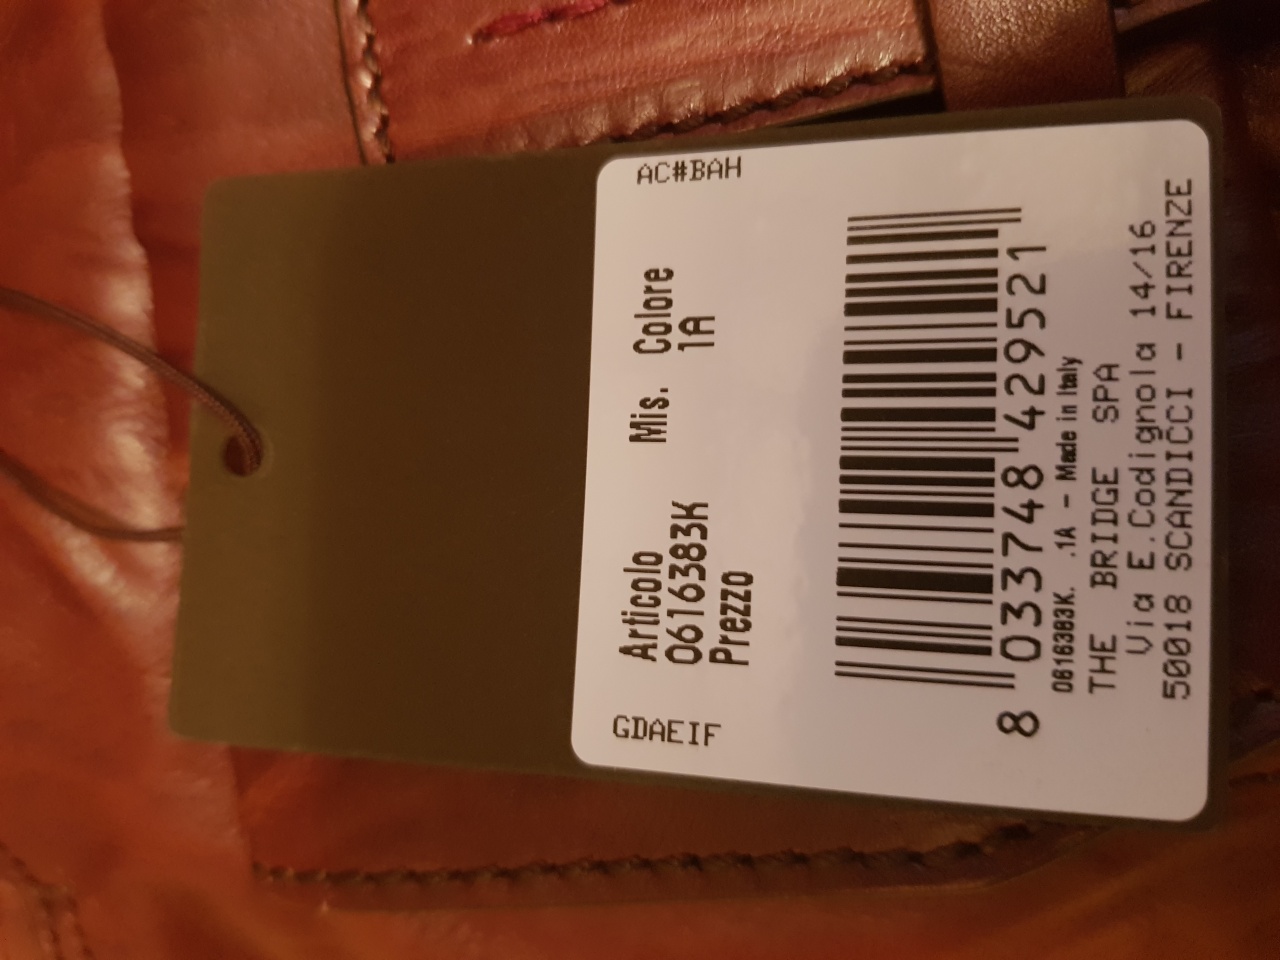 GDAEIF AC#BAH
Articolo Mis. Colore
0616383K 1A
Prezzo
8 033748 429521
0616383K. .1A - Made in Italy
THE BRIDGE SPA
Via E.Codignola 14/16
50018 SCANDICCI - FIRENZE